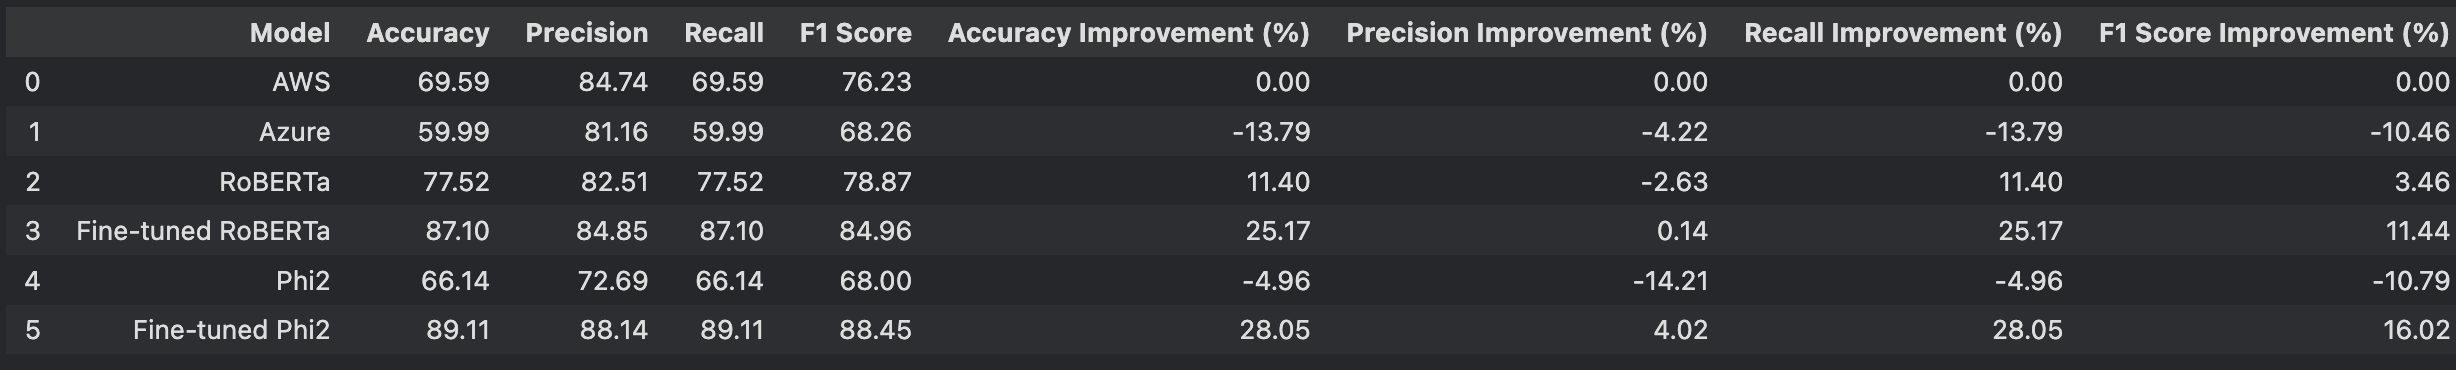 Model Accuracy Precision Recall F1 Score Accuracy Improvement (%) Precision Improvement (%) Recall Improvement (%) F1 Score Improvement (%)
0 AWS 69.59 84.74 69.59 76.23 0.00 0.00 0.00 0.00
1 Azure 59.99 81.16 59.99 68.26 -13.79 -4.22 -13.79 -10.46
2 RoBERTa 77.52 82.51 77.52 78.87 11.40 -2.63 11.40 3.46
3 Fine-tuned RoBERTa 87.10 84.85 87.10 84.96 25.17 0.14 25.17 11.44
4 Phi2 66.14 72.69 66.14 68.00 -4.96 -14.21 -4.96 -10.79
5 Fine-tuned Phi2 89.11 88.14 89.11 88.45 28.05 4.02 28.05 16.02